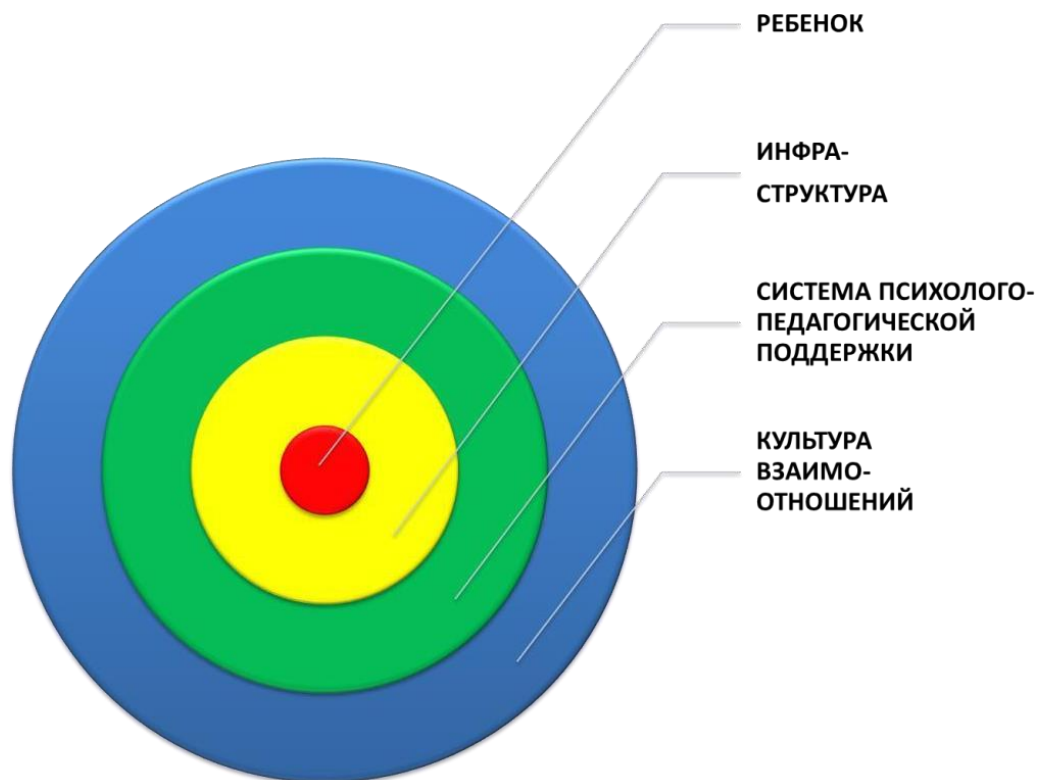 РЕБЕНОК
ИНФРА-
СТРУКТУРА
СИСТЕМА ПСИХОЛОГО-
ПЕДАГОГИЧЕСКОЙ
ПОДДЕРЖКИ
КУЛЬТУРА
ВЗАИМО-
ОТНОШЕНИЙ